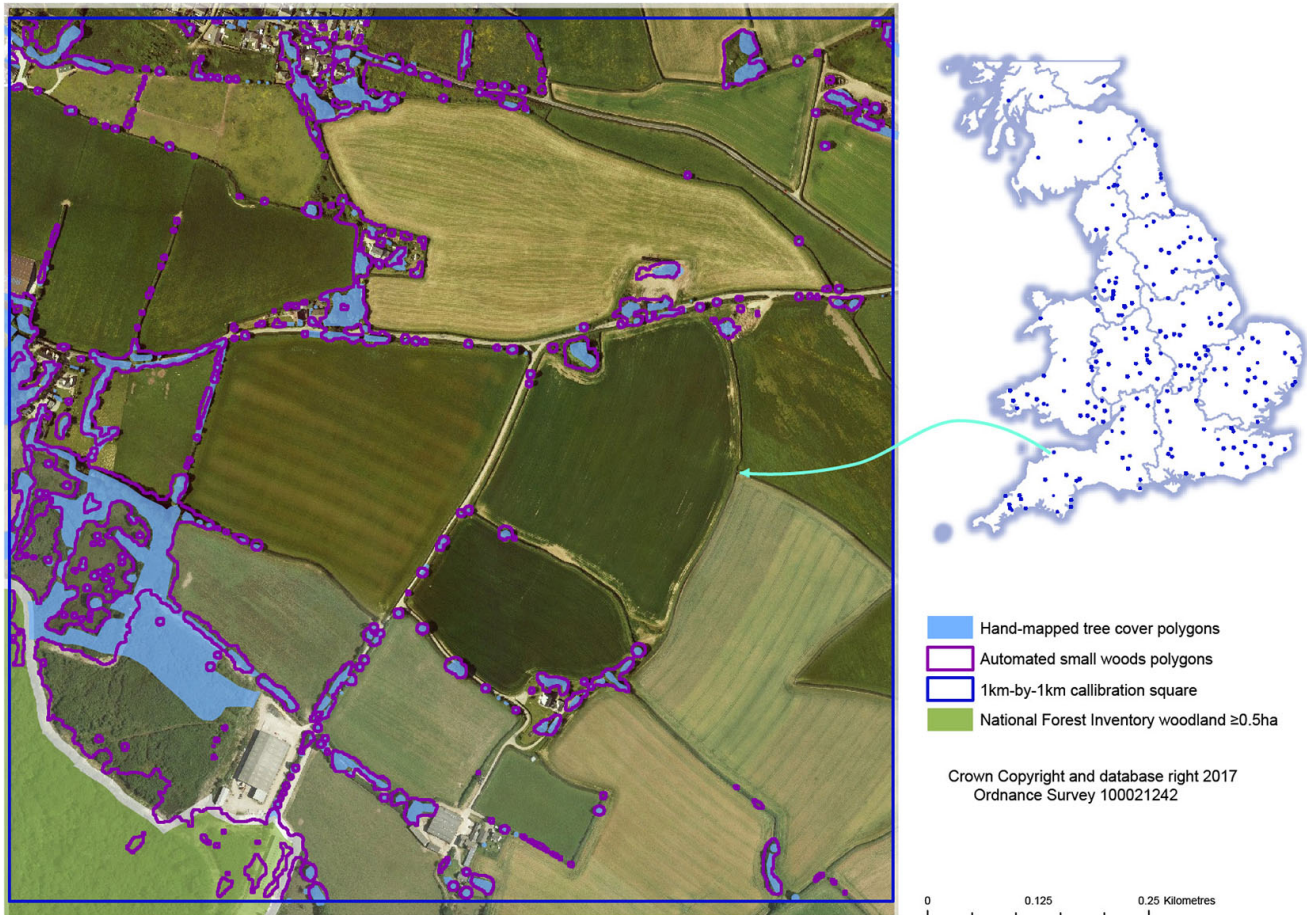 Hand-mapped tree cover polygons
Automated small woods polygons
1km-by-1km callibration square
National Forest Inventory woodland ≥0.5ha
Crown Copyright and database right 2017
Ordnance Survey 100021242
0 0.125 0.25 Kilometres